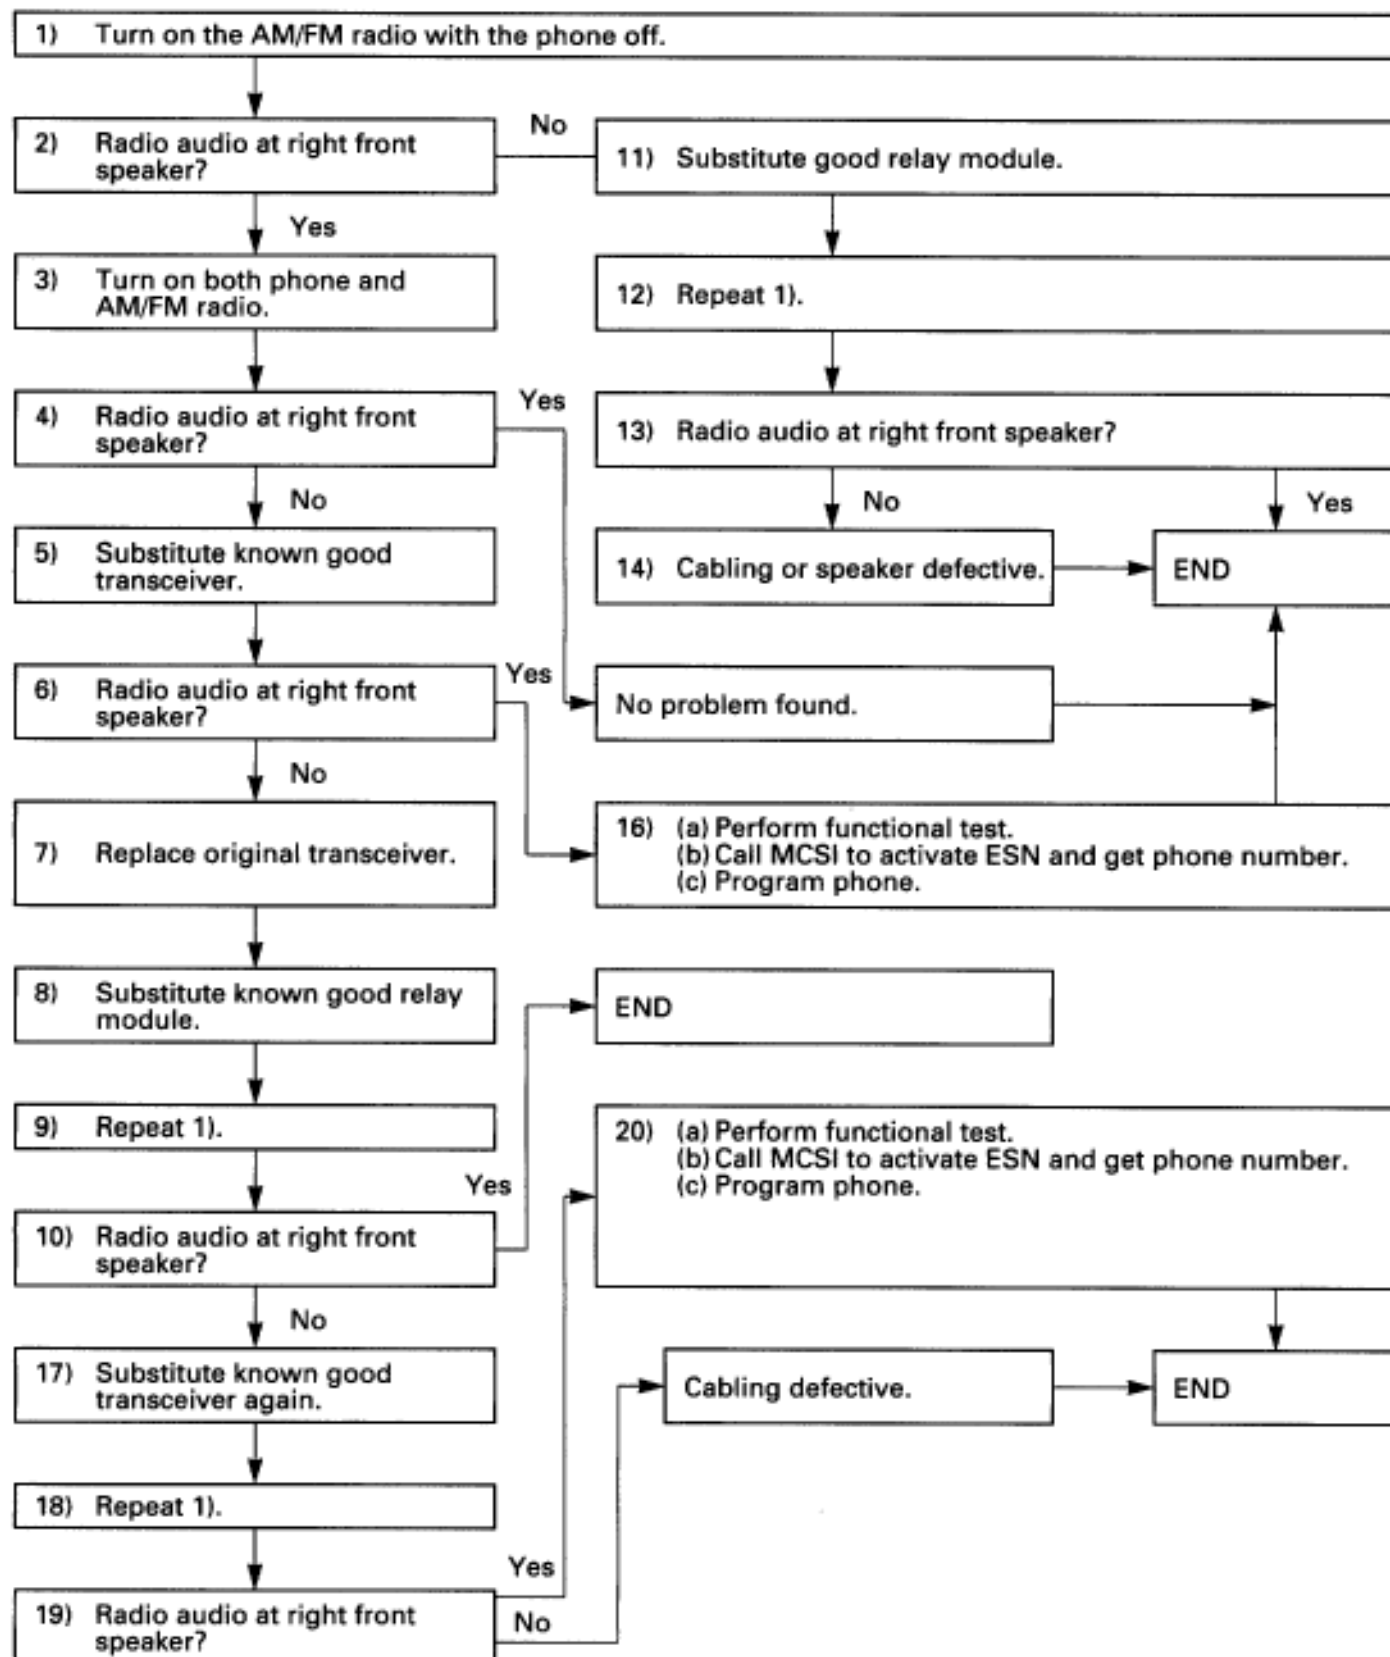 1) Turn on the AM/FM radio with the phone off.
2) Radio audio at right front
speaker?
No
11) Substitute good relay module.
Yes
3) Turn on both phone and
AM/FM radio.
12) Repeat 1).
4) Radio audio at right front
speaker?
Yes
13) Radio audio at right front speaker?
No
No
Yes
5) Substitute known good
transceiver.
14) Cabling or speaker defective.
END
6) Radio audio at right front
speaker?
Yes
No problem found.
No
7) Replace original transceiver.
16) (a) Perform functional test.
(b) Call MCSI to activate ESN and get phone number.
(c) Program phone.
8) Substitute known good relay
module.
END
9) Repeat 1).
20) (a) Perform functional test.
(b) Call MCSI to activate ESN and get phone number.
(c) Program phone.
Yes
10) Radio audio at right front
speaker?
No
17) Substitute known good
transceiver again.
Cabling defective.
END
18) Repeat 1).
Yes
19) Radio audio at right front
speaker?
No